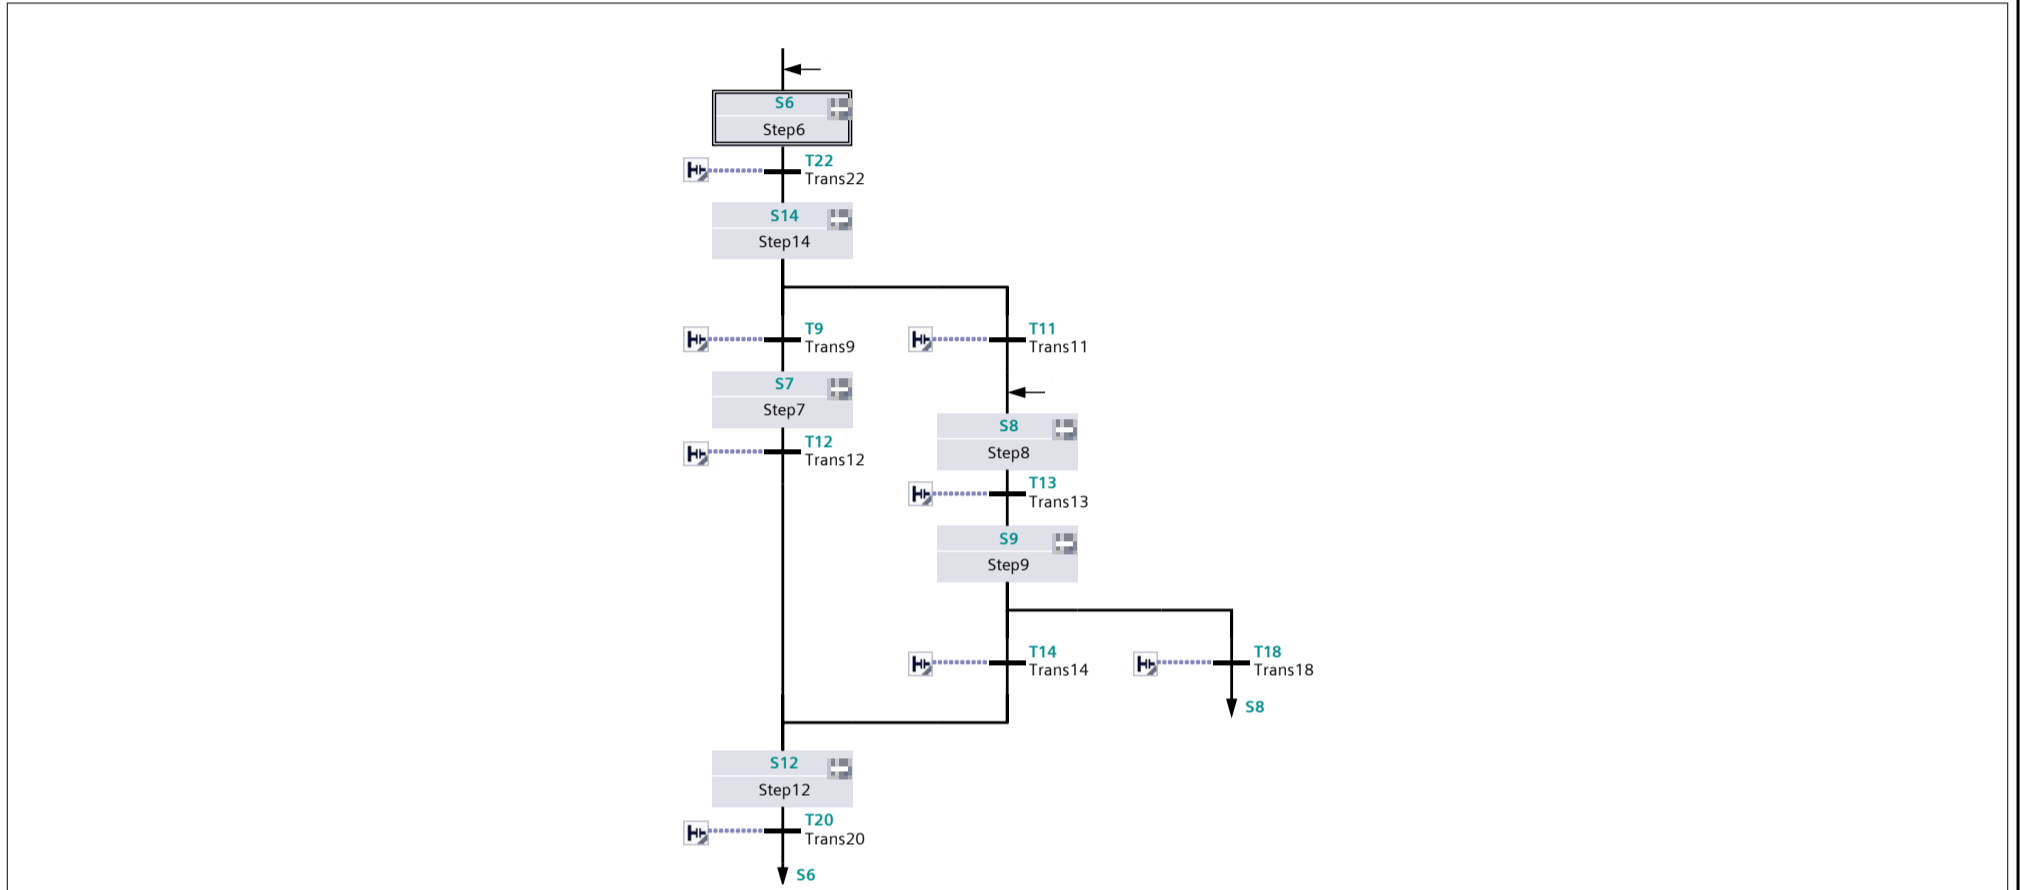 S6
Step6
T22
Trans22
S14
Step14
T9
Trans9
T11
Trans11
S7
Step7
S8
Step8
T12
Trans12
T13
Trans13
S9
Step9
T14
Trans14
T18
Trans18
S8
S12
Step12
T20
Trans20
S6